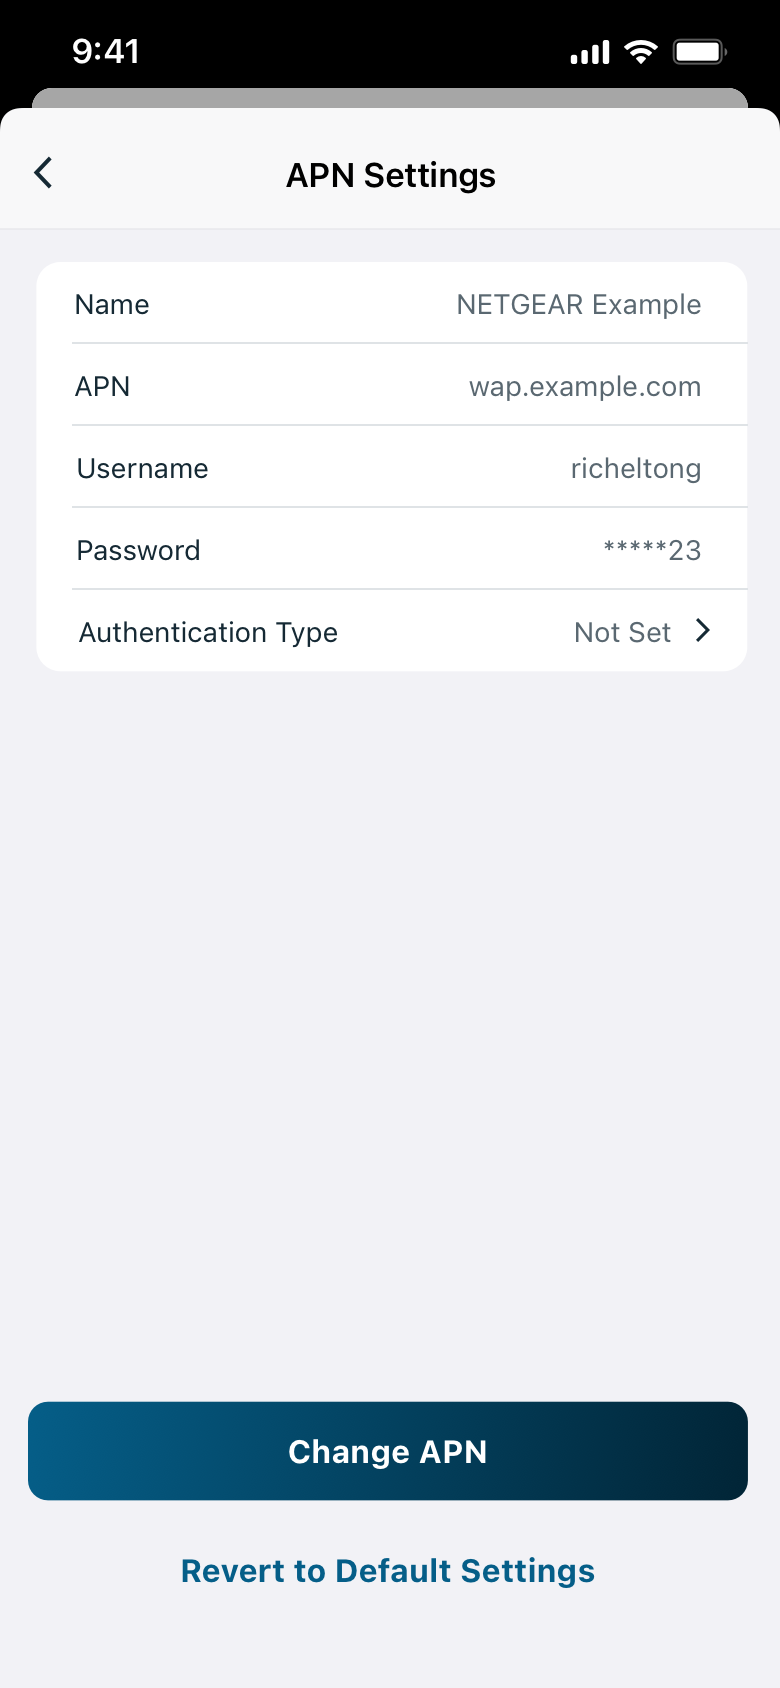 9:41
APN Settings
Name NETGEAR Example
APN wap.example.com
Username richeltong
Password *****23
Authentication Type Not Set
Change APN
Revert to Default Settings